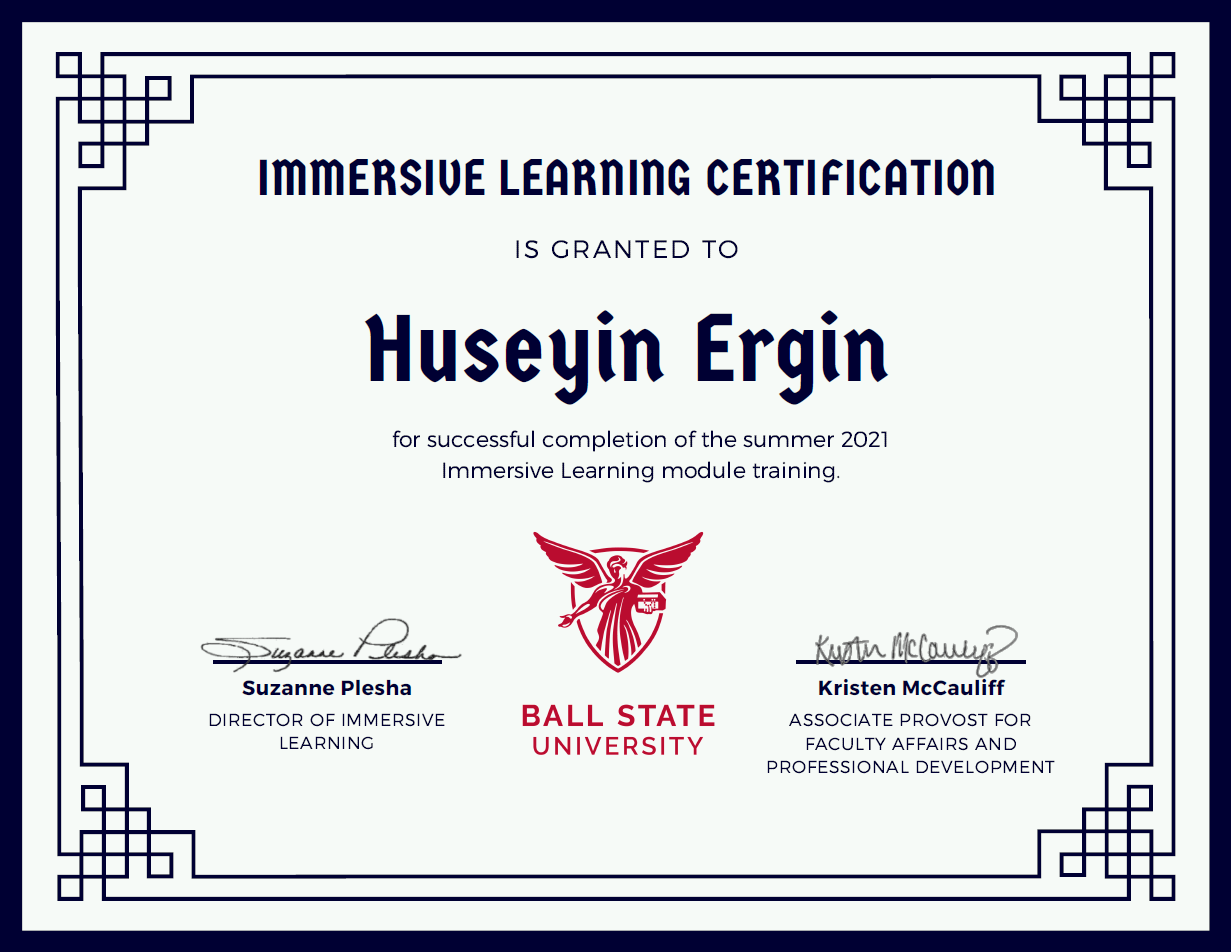 IMMERSIVE LEARNING CERTIFICATION
IS GRANTED TO
Huseyin Ergin
for successful completion of the summer 2021
Immersive Learning module training.
Suzanne Plesha
Suzanne Plesha
DIRECTOR OF IMMERSIVE
LEARNING
BALL STATE
UNIVERSITY
Kristen McCauliff
Kristen McCauliff
ASSOCIATE PROVOST FOR
FACULTY AFFAIRS AND
PROFESSIONAL DEVELOPMENT